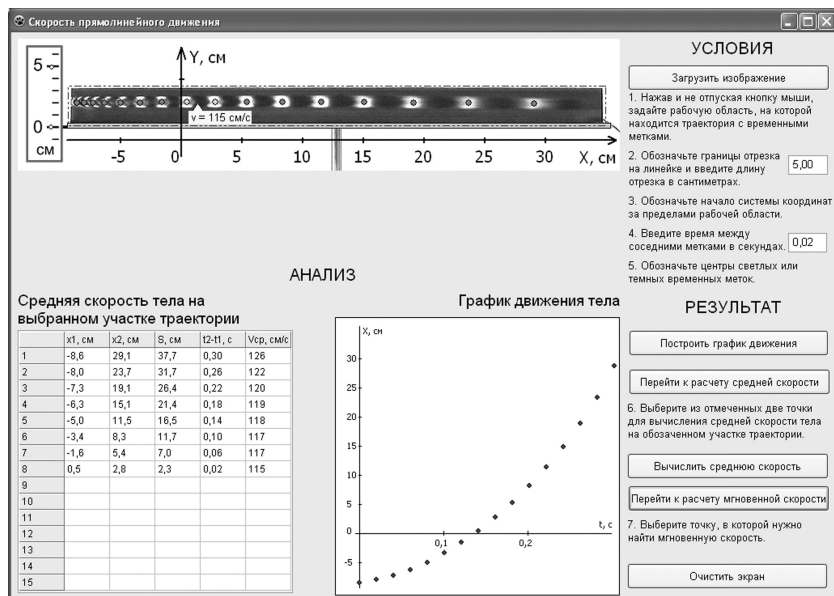 Скорость прямолинейного движения
Y, см
5
0
см
v = 115 см/с
-5 0 5 10 15 20 25 30 X, см
УСЛОВИЯ
Загрузить изображение
1. Нажав и не отпуская кнопку мыши,
задайте рабочую область, на которой
находится траектория с временными
метками.
2. Обозначьте границы отрезка
на линейке и введите длину
отрезка в сантиметрах.
5,00
3. Обозначьте начало системы координат
за пределами рабочей области.
4. Введите время между
соседними метками в секундах.
0,02
5. Обозначьте центры светлых или
темных временных меток.
АНАЛИЗ
Средняя скорость тела на
выбранном участке траектории
x1, см x2, см S, см t2-t1, с Vcp, см/с
1 -8,6 29,1 37,7 0,30 126
2 -8,0 23,7 31,7 0,26 122
3 -7,3 19,1 26,4 0,22 120
4 -6,3 15,1 21,4 0,18 119
5 -5,0 11,5 16,5 0,14 118
6 -3,4 8,3 11,7 0,10 117
7 -1,6 5,4 7,0 0,06 117
8 0,5 2,8 2,3 0,02 115
9
10
11
12
13
14
15
График движения тела
X, см
30
25
20
15
10
5
0
-5
0,1
0,2
t, с
РЕЗУЛЬТАТ
Построить график движения
Перейти к расчету средней скорости
6. Выберите из отмеченных две точки
для вычисления средней скорости тела
на обозаченном участке траектории.
Вычислить среднюю скорость
Перейти к расчету мгновенной скорости
7. Выберите точку, в которой нужно
найти мгновенную скорость.
Очистить экран